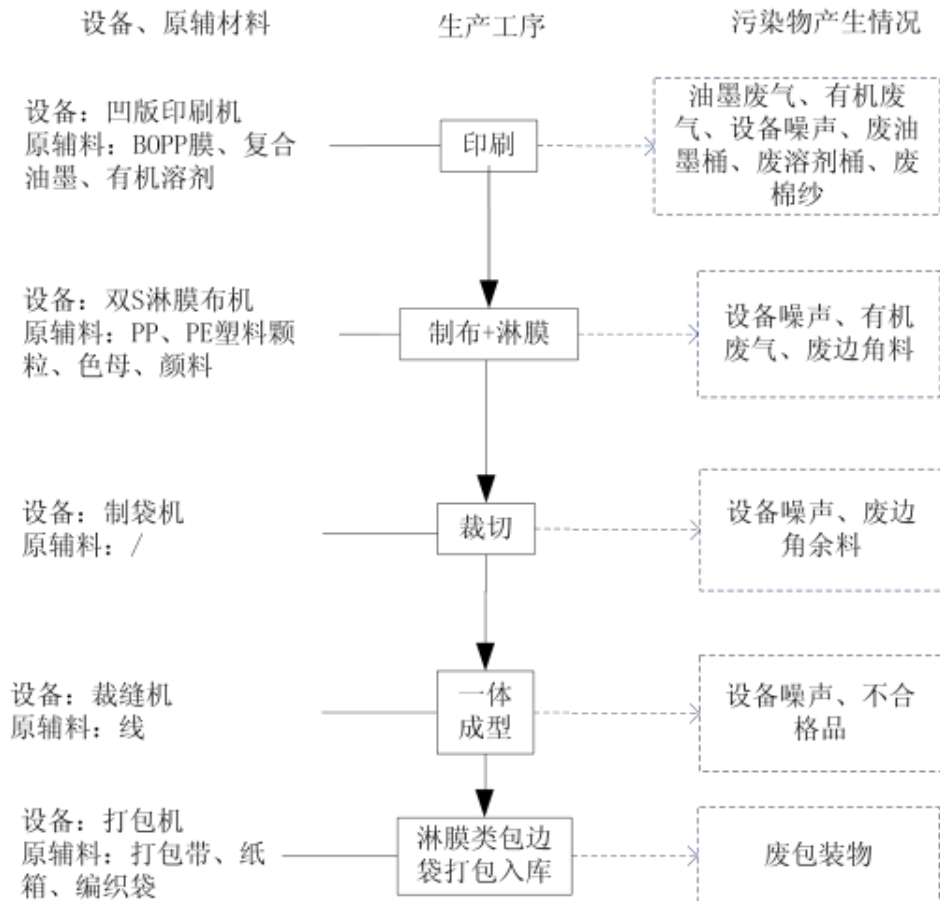 设备、原辅材料
生产工序
污染物产生情况
设备：凹版印刷机
原辅料：BOPP膜、复合
油墨、有机溶剂
印刷
油墨废气、有机废
气、设备噪声、废油
墨桶、废溶剂桶、废
棉纱
设备：双S淋膜布机
原辅料：PP、PE塑料颗
粒、色母、颜料
制布+淋膜
设备噪声、有机
废气、废边角料
设备：制袋机
原辅料：/
裁切
设备噪声、废边
角余料
设备：裁缝机
原辅料：线
一体
成型
设备噪声、不合
格品
设备：打包机
原辅料：打包带、纸
箱、编织袋
淋膜类包边
袋打包入库
废包装物